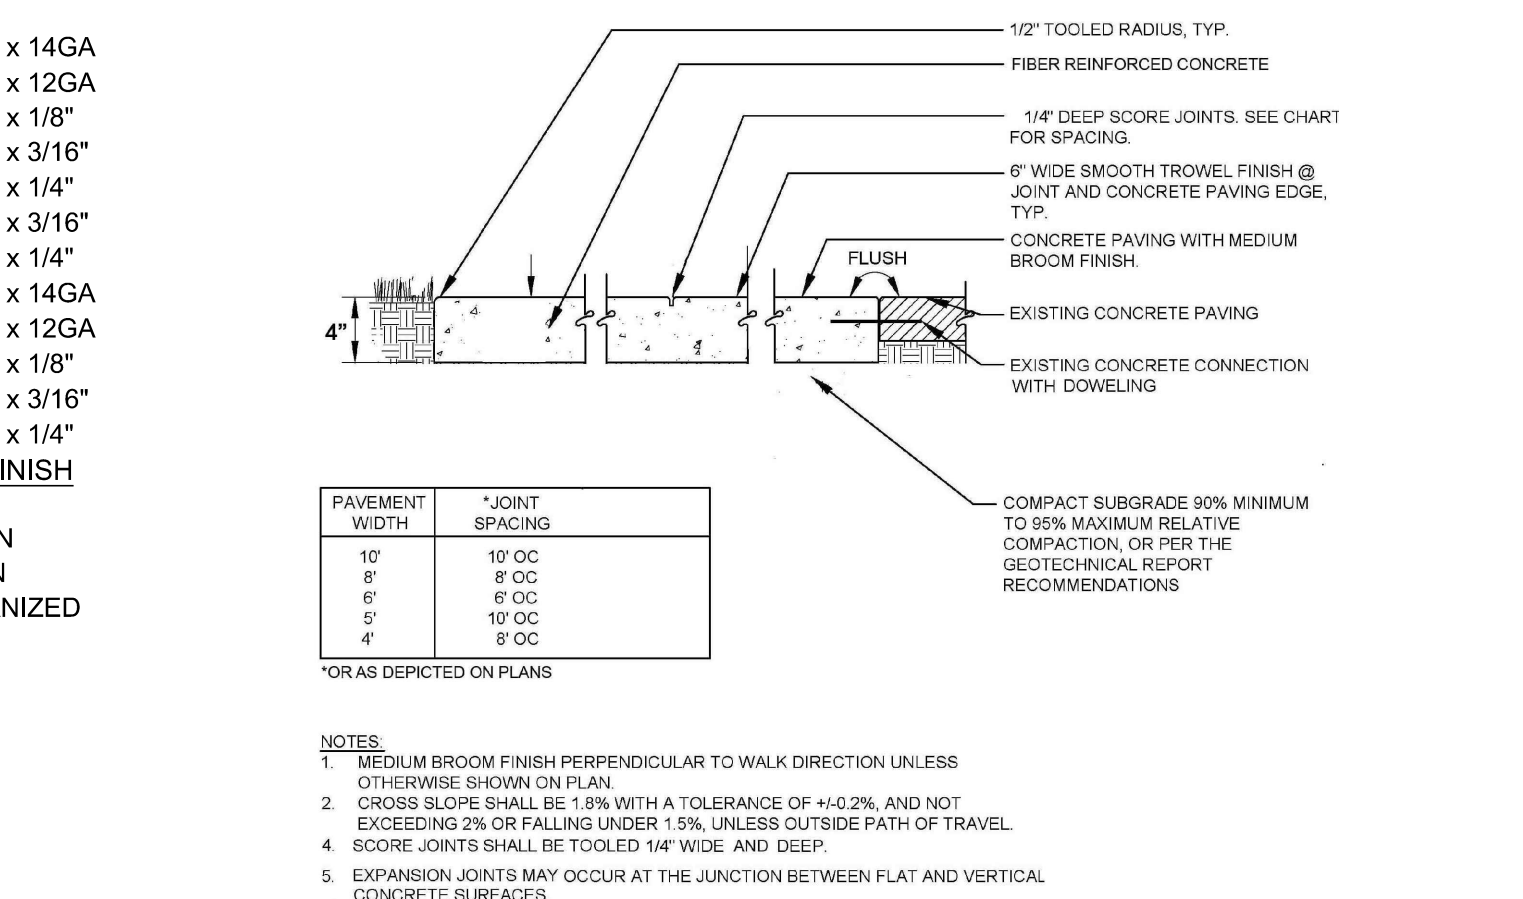 x 14GA
x 12GA
x 1/8"
x 3/16"
x 1/4"
x 3/16"
x 1/4"
x 14GA
x 12GA
x 1/8"
x 3/16"
x 1/4"
INISH
N
N
NIZED
1/2" TOOLED RADIUS, TYP.
FIBER REINFORCED CONCRETE
1/4" DEEP SCORE JOINTS. SEE CHART
FOR SPACING.
6" WIDE SMOOTH TROWEL FINISH @
JOINT AND CONCRETE PAVING EDGE,
TYP.
CONCRETE PAVING WITH MEDIUM
BROOM FINISH.
FLUSH
EXISTING CONCRETE PAVING
4"
EXISTING CONCRETE CONNECTION
WITH DOWELING
COMPACT SUBGRADE 90% MINIMUM
TO 95% MAXIMUM RELATIVE
COMPACTION, OR PER THE
GEOTECHNICAL REPORT
RECOMMENDATIONS
PAVEMENT *JOINT
WIDTH SPACING
10' 10' OC
8' 8' OC
6' 6' OC
5' 10' OC
4' 8' OC
*OR AS DEPICTED ON PLANS
NOTES:
1. MEDIUM BROOM FINISH PERPENDICULAR TO WALK DIRECTION UNLESS
OTHERWISE SHOWN ON PLAN.
2. CROSS SLOPE SHALL BE 1.8% WITH A TOLERANCE OF +/-0.2%, AND NOT
EXCEEDING 2% OR FALLING UNDER 1.5%, UNLESS OUTSIDE PATH OF TRAVEL.
4. SCORE JOINTS SHALL BE TOOLED 1/4" WIDE AND DEEP.
5. EXPANSION JOINTS MAY OCCUR AT THE JUNCTION BETWEEN FLAT AND VERTICAL
CONCRETE SURFACES